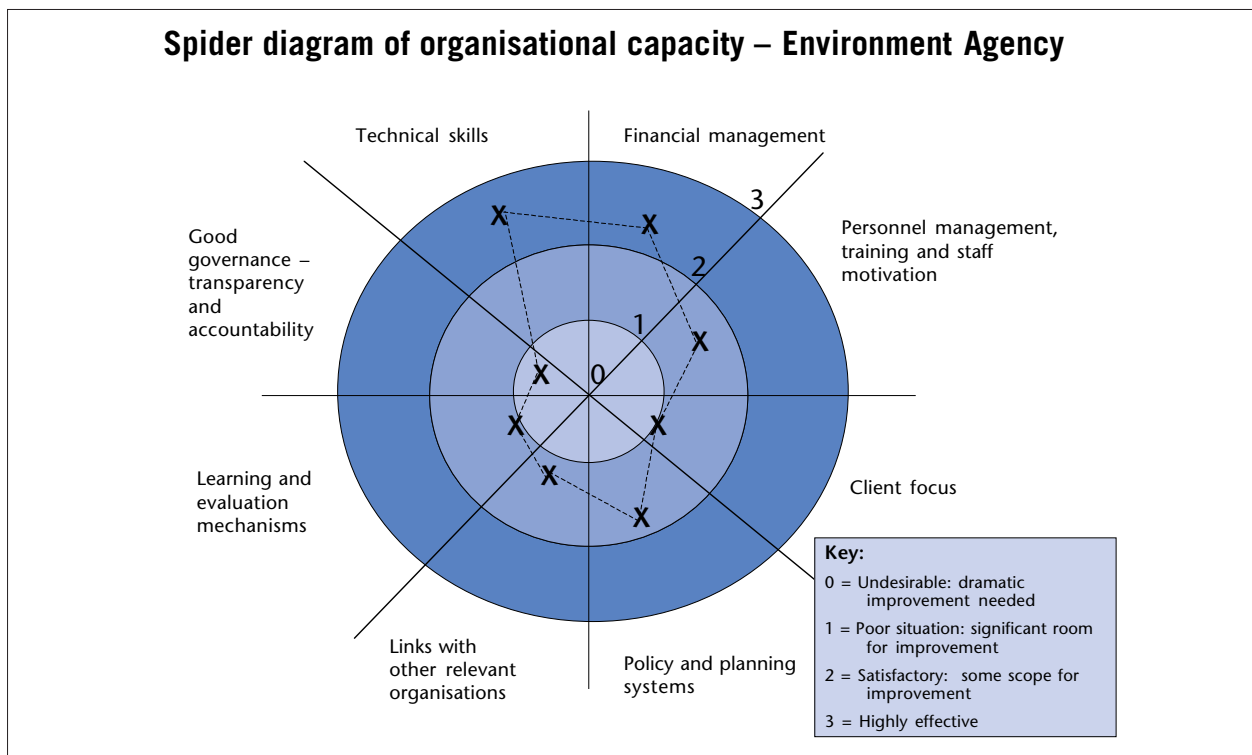 Spider diagram of organisational capacity – Environment Agency
Technical skills
Financial management
3
Personnel management,
training and staff
motivation
Good
governance –
transparency
and
accountability
2
1
0
X
X
X
X
X
X
X
X
Learning and
evaluation
mechanisms
Client focus
Links with
other relevant
organisations
Policy and planning
systems
Key:
0 = Undesirable: dramatic
improvement needed
1 = Poor situation: significant room
for improvement
2 = Satisfactory: some scope for
improvement
3 = Highly effective